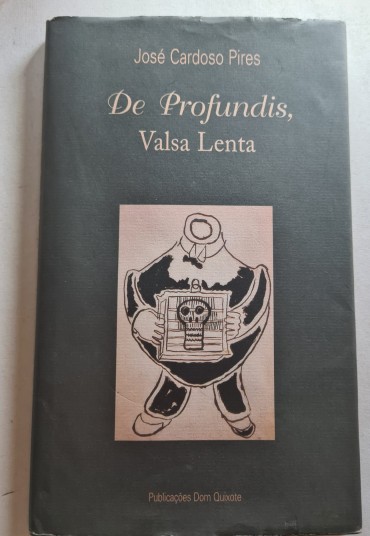 José Cardoso Pires
De Profundis,
Valsa Lenta
Publicações Dom Quixote